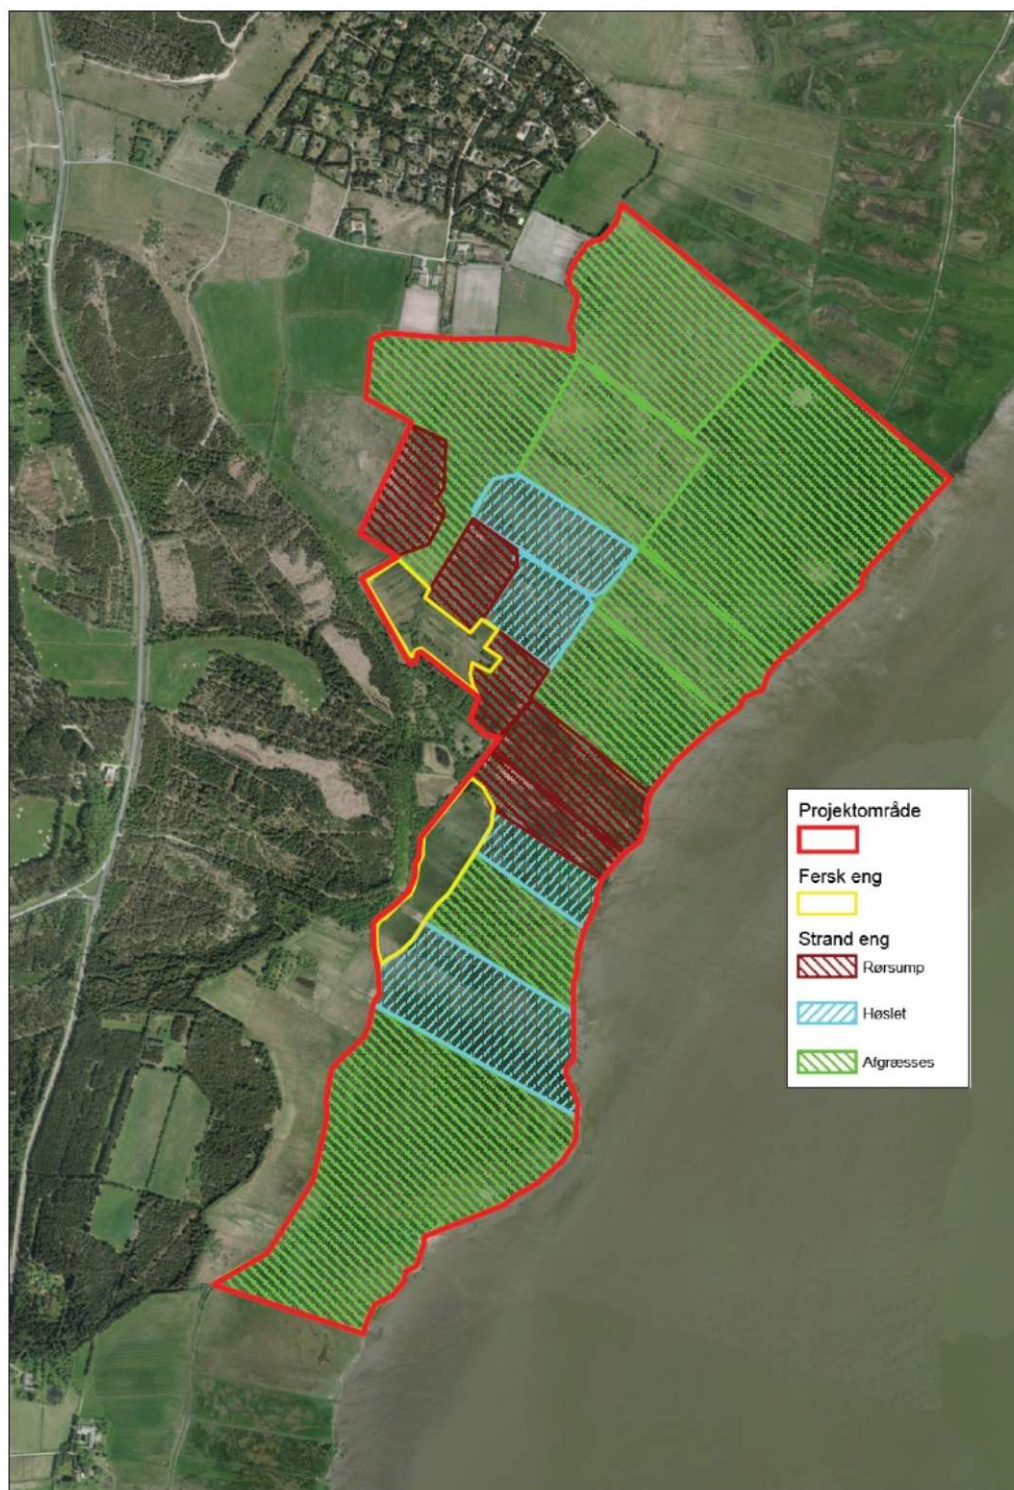 Projektområde
Fersk eng
Strand eng
Rørsump
Høslet
Afgræsses